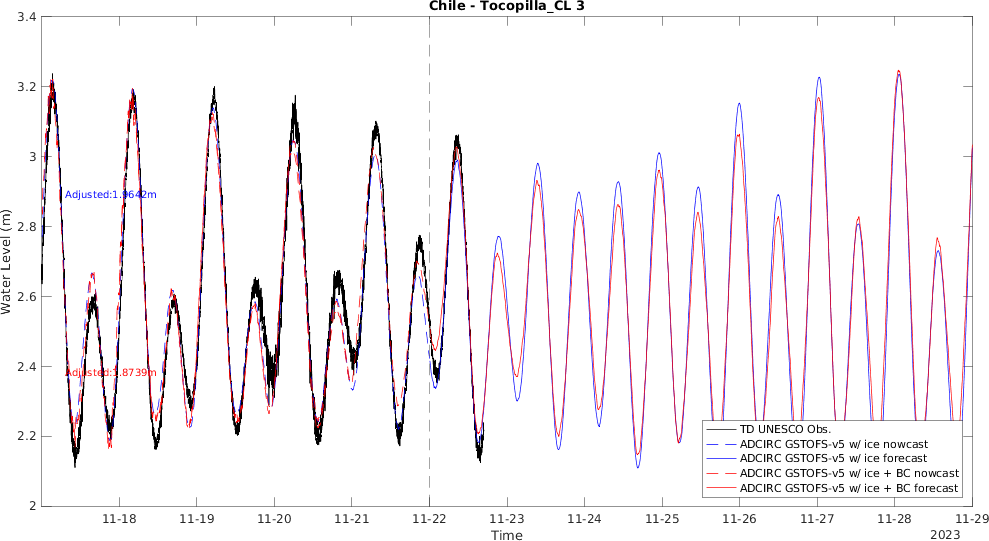 Chile - Tocopilla_CL 3
3.4
3.2
3
2.8
2.6
2.4
2.2
2
Water Level (m)
Adjusted:1.9642m
Adjusted:1.8739m
TD UNESCO Obs.
ADCIRC GSTOFS-v5 w/ ice nowcast
ADCIRC GSTOFS-v5 w/ ice forecast
ADCIRC GSTOFS-v5 w/ ice + BC nowcast
ADCIRC GSTOFS-v5 w/ ice + BC forecast
11-18 11-19 11-20 11-21 11-22 11-23 11-24 11-25 11-26 11-27 11-28 11-29
Time
2023